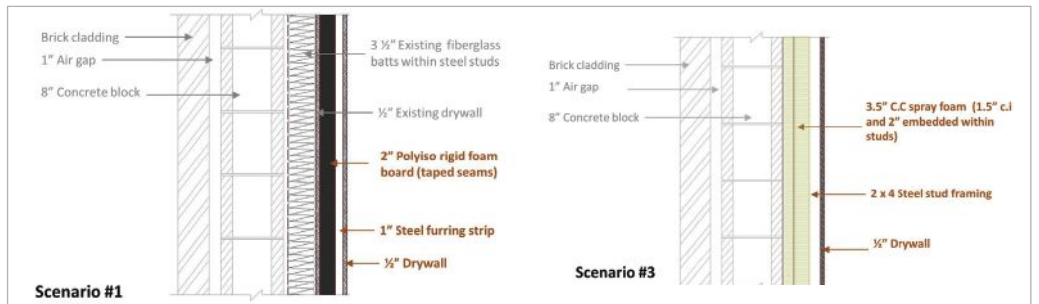 Brick cladding
1” Air gap
8” Concrete block
3 ½” Existing fiberglass
batts within steel studs
½” Existing drywall
2” Polyiso rigid foam
board (taped seams)
1” Steel furring strip
½” Drywall
Scenario #1
Brick cladding
1” Air gap
8” Concrete block
3.5” C.C spray foam (1.5” c.i
and 2” embedded within
studs)
2 x 4 Steel stud framing
½” Drywall
Scenario #3